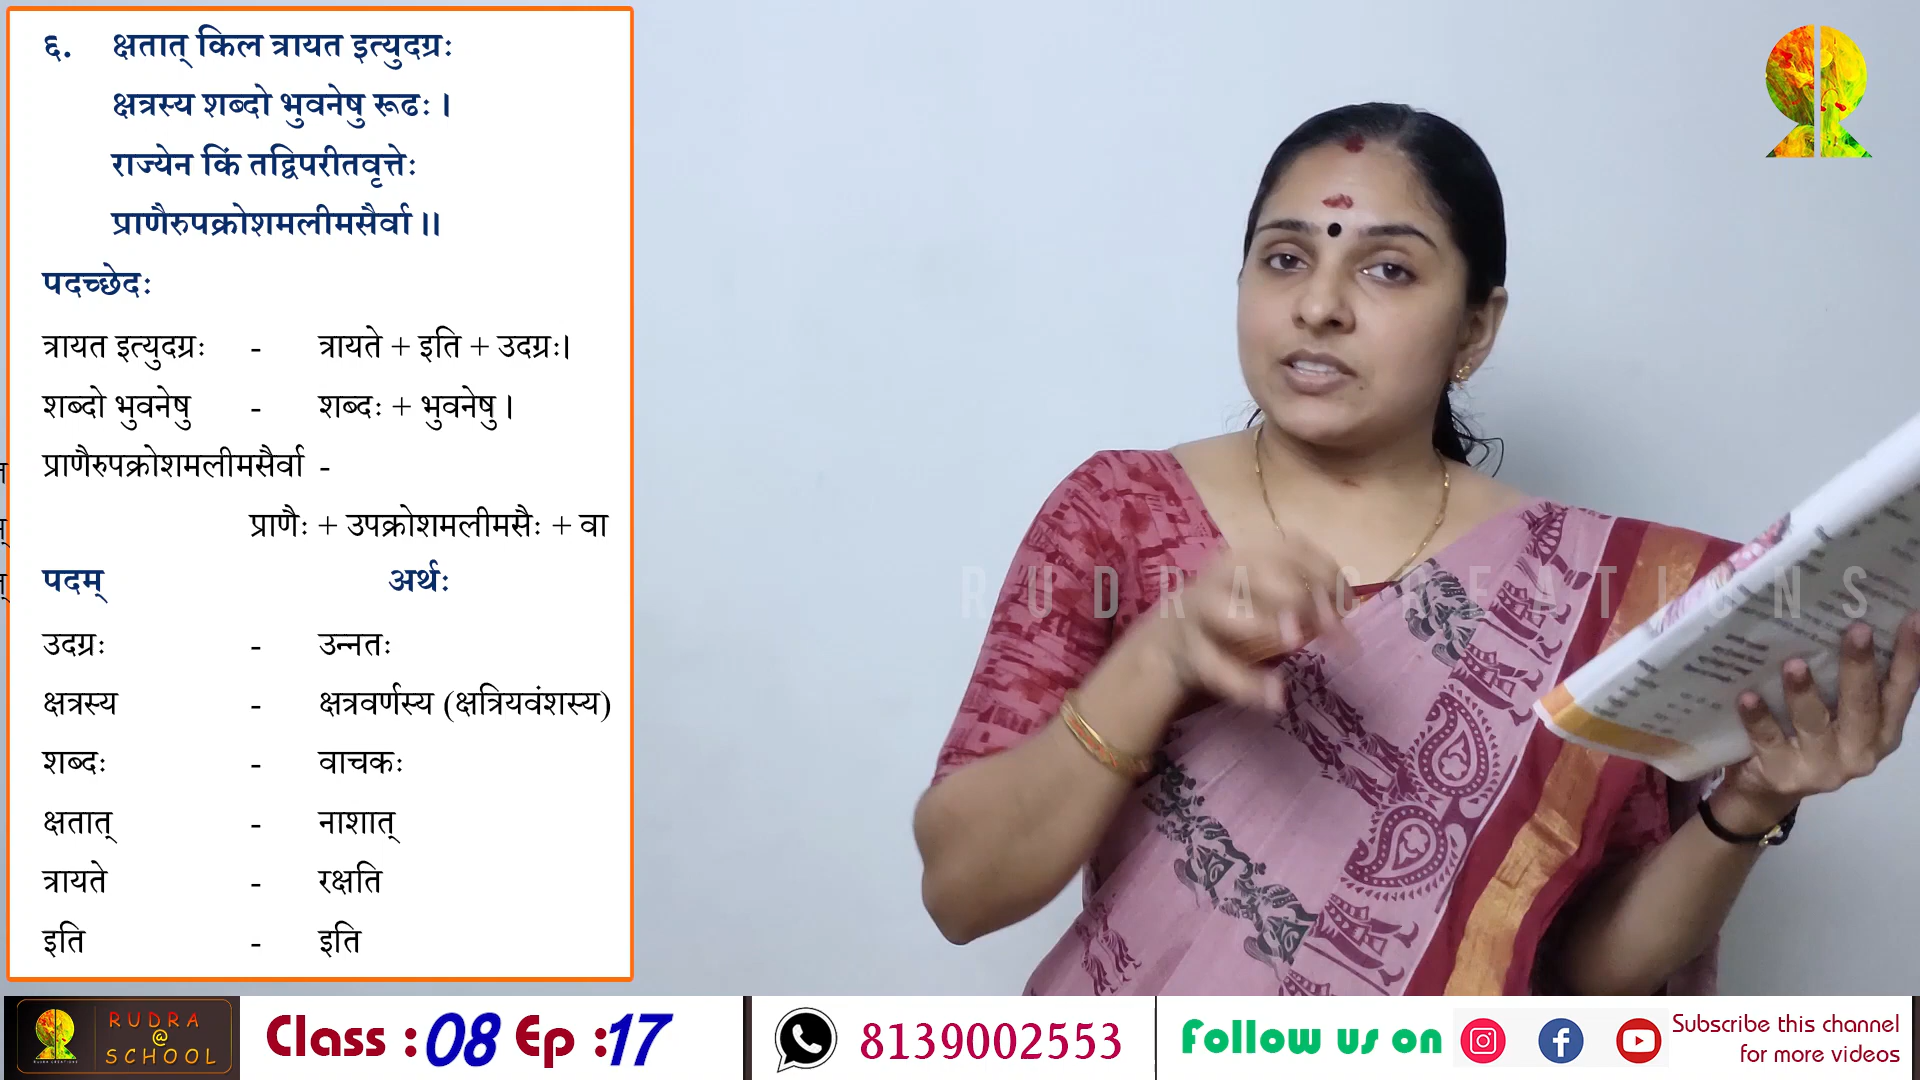 ६. क्षतात् किल त्रायत इत्युदग्रः
क्षत्रस्य शब्दो भुवनेषु रूढः ।
राज्येन किं तद्विपरीतवृत्तेः
प्राणैरुपक्रोशमलीमसैर्वा ॥
पदच्छेदः
त्रायत इत्युदग्रः - त्रायते + इति + उदग्रः।
शब्दो भुवनेषु - शब्दः + भुवनेषु ।
प्राणैरुपक्रोशमलीमसैर्वा -
प्राणैः + उपक्रोशमलीमसैः + वा
पदम् अर्थः
उदग्रः - उन्नतः
क्षत्रस्य - क्षत्रवर्णस्य (क्षत्रियवंशस्य)
शब्दः - वाचकः
क्षतात् - नाशात्
त्रायते - रक्षति
इति - इति
RUDRA CREATIONS
RUDRA
@
SCHOOL
Class : 08 Ep :17
8139002553
Follow us on
Subscribe this channel
for more videos